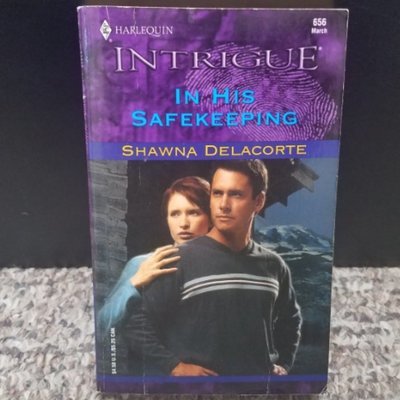 HARLEQUIN®
656
March
INTRIGUE®
IN HIS
SAFEKEEPING
SHAWNA DELACORTE